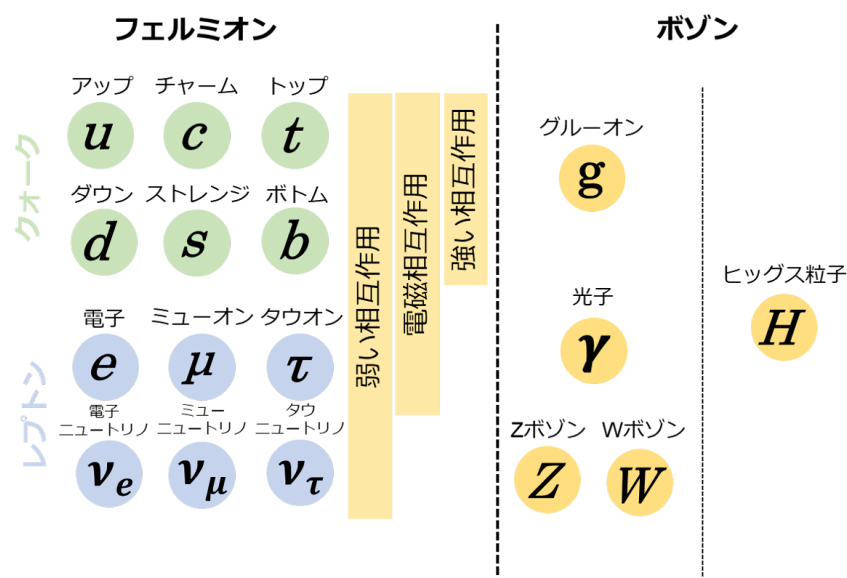 フェルミオン
ボゾン
クォーク
アップ
チャーム
トップ
u
c
t
ダウン
ストレンジ
ボトム
d
s
b
レプトン
電子
ミューオン
タウオン
e
μ
τ
電子
ニュートリノ
ミュー
ニュートリノ
タウ
ニュートリノ
νe
νμ
ντ
弱い相互作用
電磁相互作用
強い相互作用
グルーオン
g
光子
γ
Zボゾン
Wボゾン
Z
W
ヒッグス粒子
H